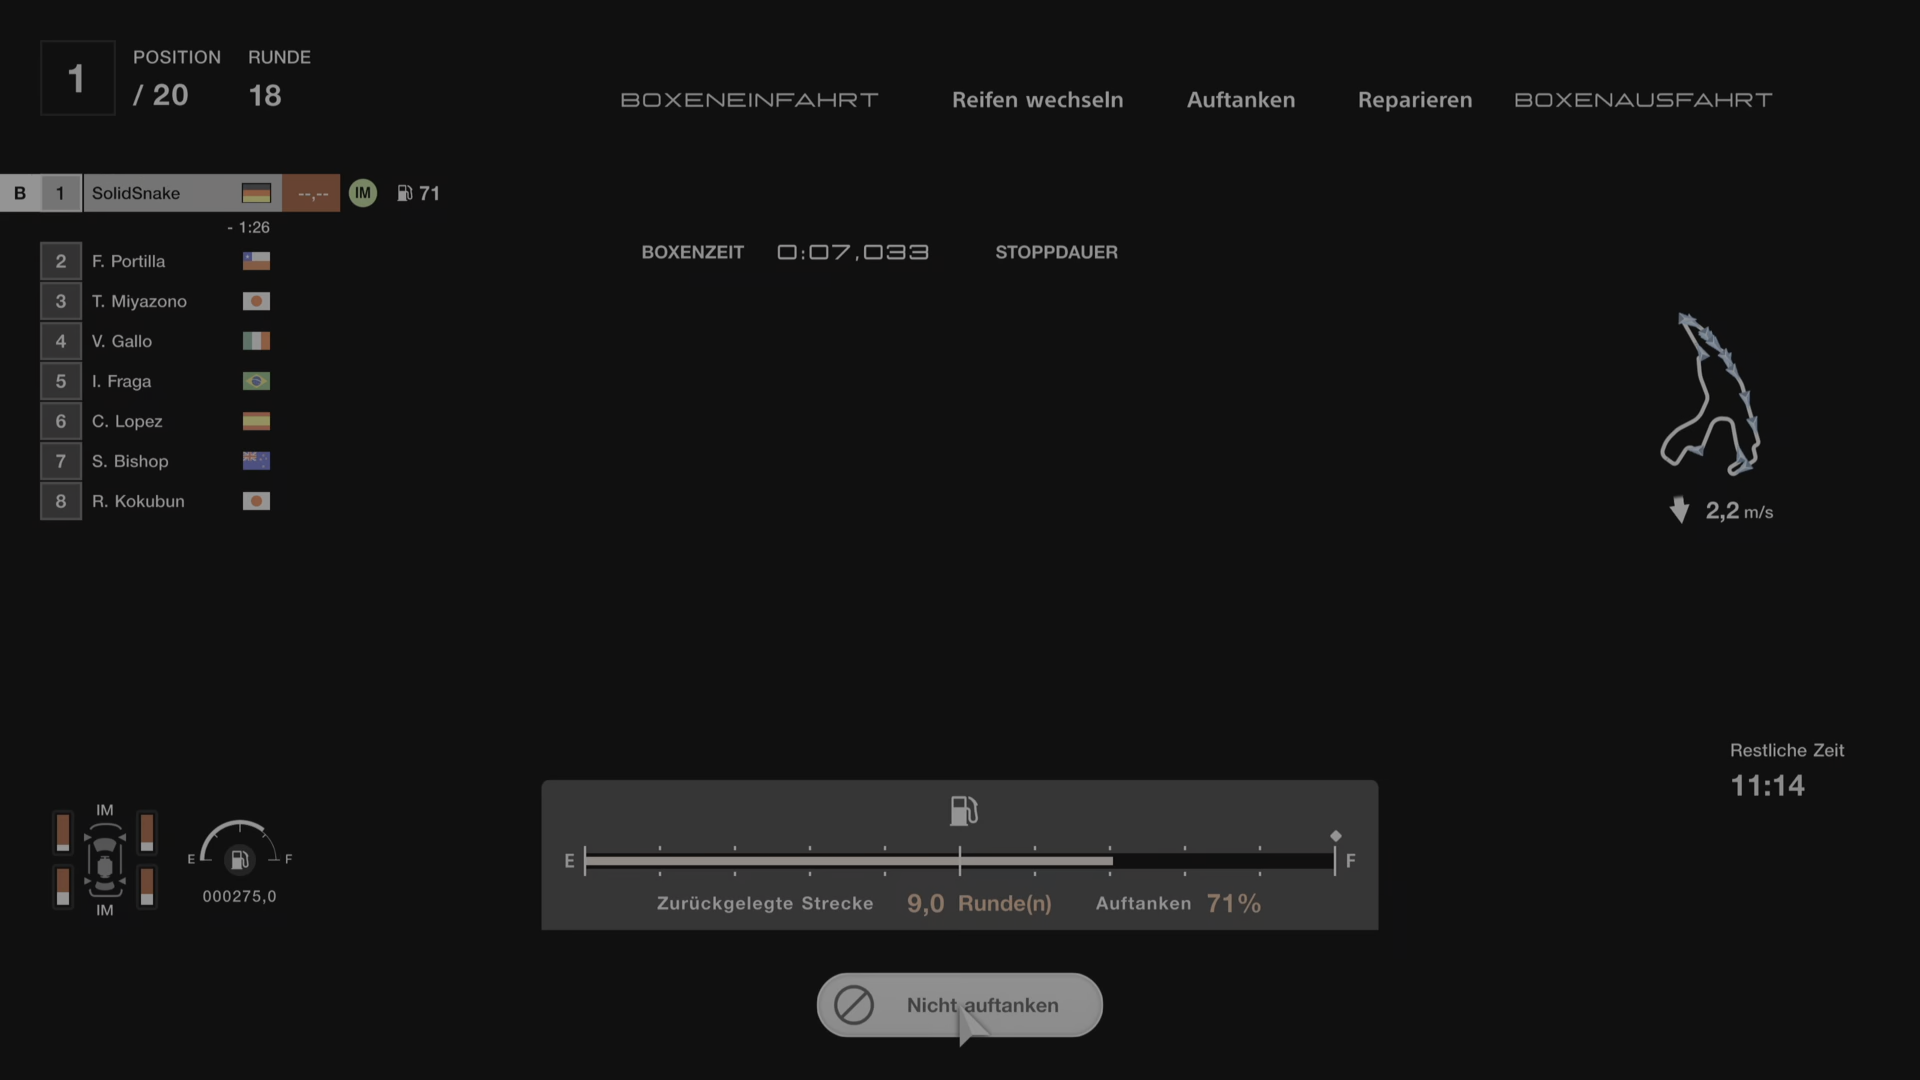 1
POSITION RUNDE
/ 20 18
BOXENEINFAHRT Reifen wechseln Auftanken Reparieren BOXENAUSFAHRT
B 1 SolidSnake --,-- IM 71
- 1:26
BOXENZEIT 0:07,033 STOPPDAUER
2 F. Portilla
3 T. Miyazono
4 V. Gallo
5 I. Fraga
6 C. Lopez
7 S. Bishop
8 R. Kokubun
2,2 m/s
Restliche Zeit
11:14
IM
E F
000275,0
IM
E F
Zurückgelegte Strecke 9,0 Runde(n) Auftanken 71%
Nicht auftanken